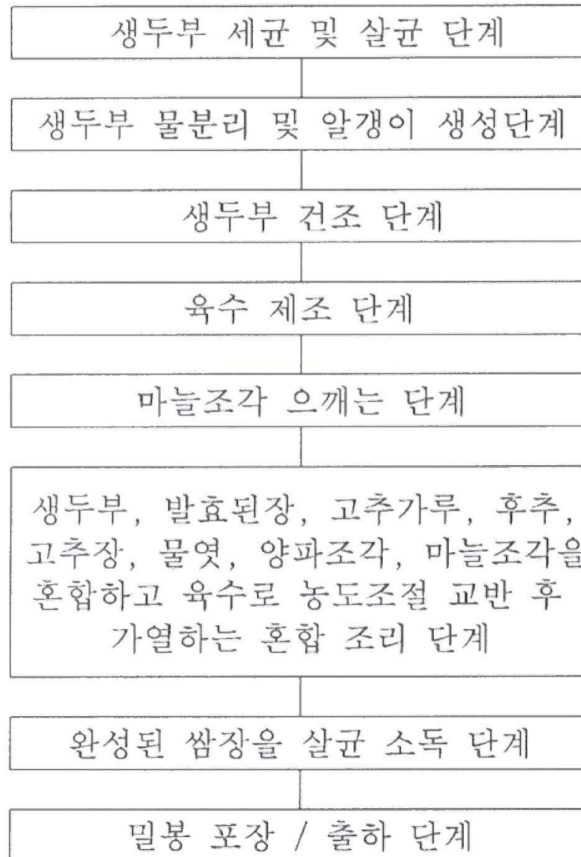 생두부 세균 및 살균 단계
생두부 물분리 및 알갱이 생성단계
생두부 건조 단계
육수 제조 단계
마늘조각 으깨는 단계
생두부, 발효된장, 고추가루, 후추,
고추장, 물엿, 양파조각, 마늘조각을
혼합하고 육수로 농도조절 교반 후
가열하는 혼합 조리 단계
완성된 쌈장을 살균 소독 단계
밀봉 포장 / 출하 단계